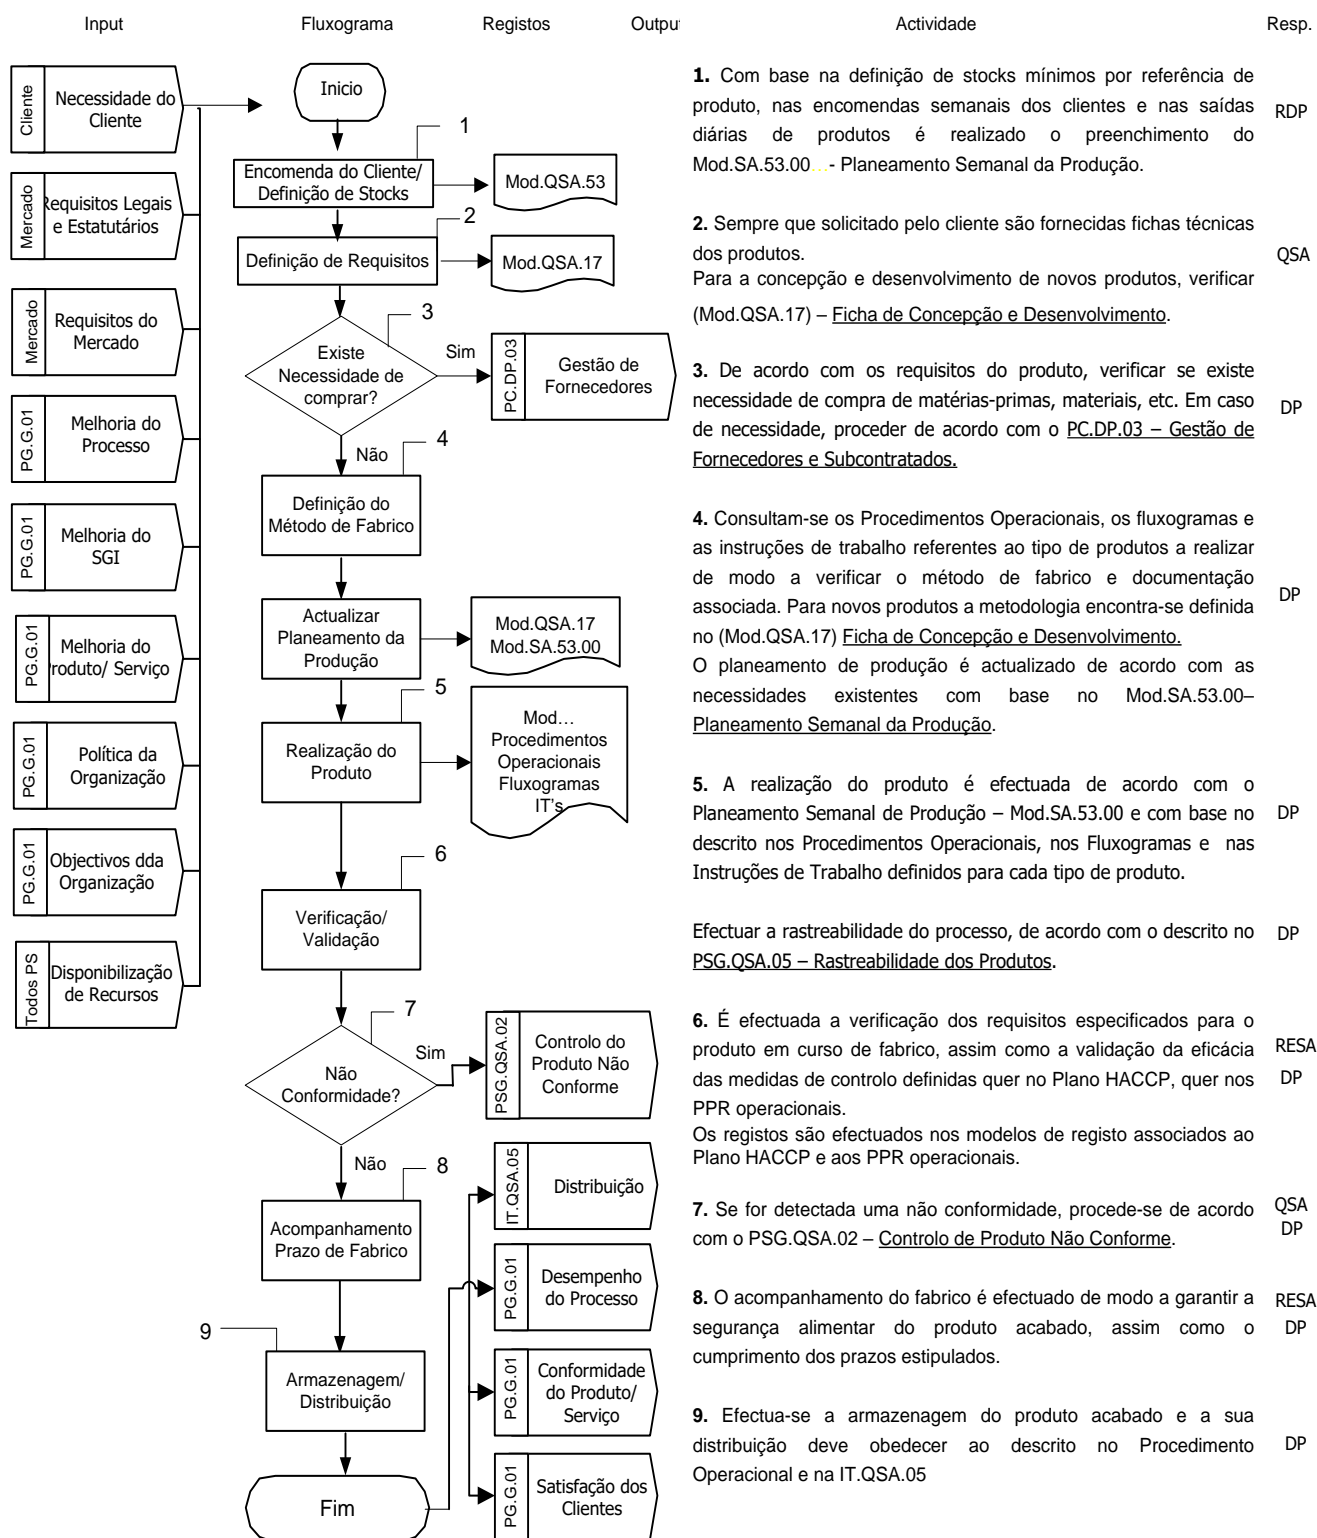 Input
Fluxograma
Registos
Output
Actividade
Resp.
Cliente
Necessidade do
Cliente
Mercado
Requisitos Legais
e Estatutários
Mercado
Requisitos do
Mercado
PG.G.01
Melhoria do
Processo
PG.G.01
Melhoria do
SGI
PG.G.01
Melhoria do
Produto/ Serviço
PG.G.01
Política da
Organização
PG.G.01
Objectivos dda
Organização
Todos PS
Disponibilização
de Recursos
Inicio
1
Encomenda do Cliente/
Definição de Stocks
Mod.QSA.53
2
Definição de Requisitos
Mod.QSA.17
3
Existe
Necessidade de
comprar?
Sim
PC.DP.03
Gestão de
Fornecedores
Não
4
Definição do
Método de Fabrico
Actualizar
Planeamento da
Produção
Mod.QSA.17
Mod.SA.53.00
5
Realização do
Produto
Mod…
Procedimentos
Operacionais
Fluxogramas
IT's
6
Verificação/
Validação
7
Não
Conformidade?
Sim
PSG.QSA.02
Controlo do
Produto Não
Conforme
Não
8
Acompanhamento
Prazo de Fabrico
IT.QSA.05
Distribuição
PG.G.01
Desempenho
do Processo
9
Armazenagem/
Distribuição
PG.G.01
Conformidade
do Produto/
Serviço
Fim
PG.G.01
Satisfação dos
Clientes
1. Com base na definição de stocks mínimos por referência de
produto, nas encomendas semanais dos clientes e nas saídas
diárias de produtos é realizado o preenchimento do
Mod.SA.53.00…- Planeamento Semanal da Produção.
RDP
2. Sempre que solicitado pelo cliente são fornecidas fichas técnicas
dos produtos.
Para a concepção e desenvolvimento de novos produtos, verificar
(Mod.QSA.17) – Ficha de Concepção e Desenvolvimento.
QSA
3. De acordo com os requisitos do produto, verificar se existe
necessidade de compra de matérias-primas, materiais, etc. Em caso
de necessidade, proceder de acordo com o PC.DP.03 – Gestão de
Fornecedores e Subcontratados.
DP
4. Consultam-se os Procedimentos Operacionais, os fluxogramas e
as instruções de trabalho referentes ao tipo de produtos a realizar
de modo a verificar o método de fabrico e documentação
associada. Para novos produtos a metodologia encontra-se definida
no (Mod.QSA.17) Ficha de Concepção e Desenvolvimento.
O planeamento de produção é actualizado de acordo com as
necessidades existentes com base no Mod.SA.53.00–
Planeamento Semanal da Produção.
DP
5. A realização do produto é efectuada de acordo com o
Planeamento Semanal de Produção – Mod.SA.53.00 e com base no
descrito nos Procedimentos Operacionais, nos Fluxogramas e nas
Instruções de Trabalho definidos para cada tipo de produto.
DP
Efectuar a rastreabilidade do processo, de acordo com o descrito no
PSG.QSA.05 – Rastreabilidade dos Produtos.
DP
6. É efectuada a verificação dos requisitos especificados para o
produto em curso de fabrico, assim como a validação da eficácia
das medidas de controlo definidas quer no Plano HACCP, quer nos
PPR operacionais.
Os registos são efectuados nos modelos de registo associados ao
Plano HACCP e aos PPR operacionais.
RESA
DP
7. Se for detectada uma não conformidade, procede-se de acordo
com o PSG.QSA.02 – Controlo de Produto Não Conforme.
QSA
DP
8. O acompanhamento do fabrico é efectuado de modo a garantir a
segurança alimentar do produto acabado, assim como o
cumprimento dos prazos estipulados.
RESA
DP
9. Efectua-se a armazenagem do produto acabado e a sua
distribuição deve obedecer ao descrito no Procedimento
Operacional e na IT.QSA.05
DP